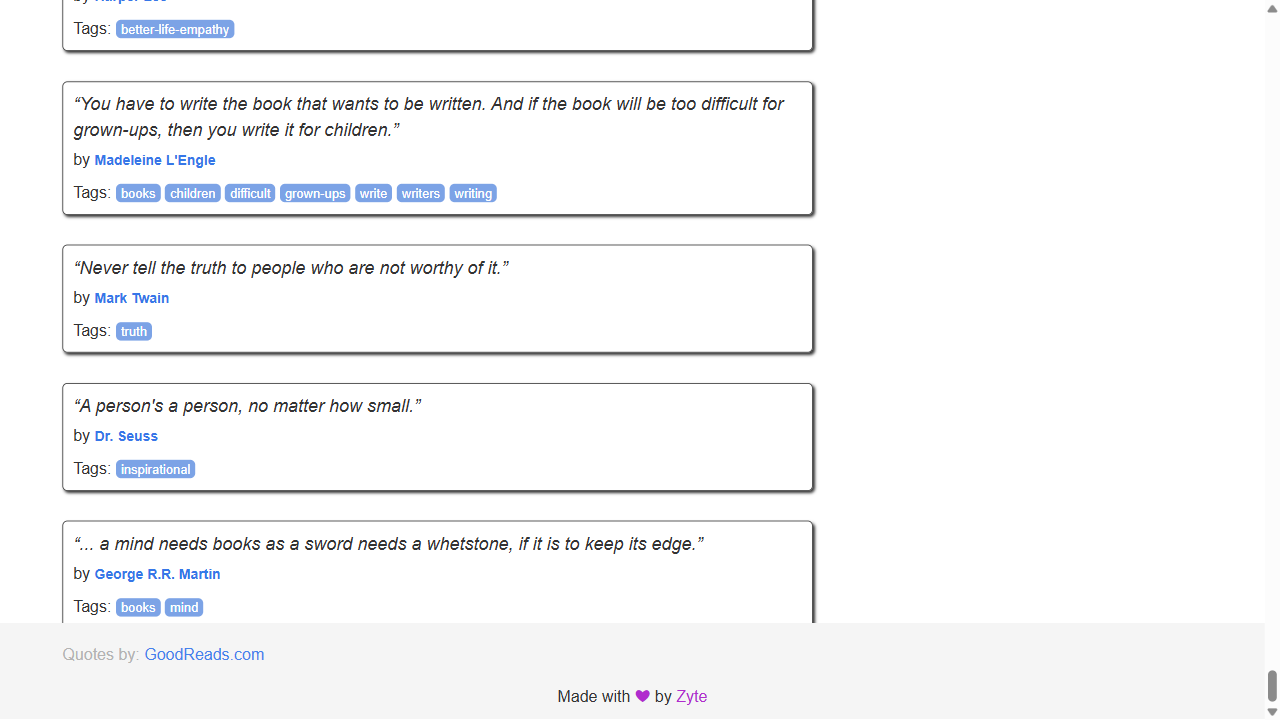 Tags: better-life-empathy
“You have to write the book that wants to be written. And if the book will be too difficult for
grown-ups, then you write it for children.”
by Madeleine L'Engle
Tags: books children difficult grown-ups write writers writing
“Never tell the truth to people who are not worthy of it.”
by Mark Twain
Tags: truth
“A person's a person, no matter how small.”
by Dr. Seuss
Tags: inspirational
“... a mind needs books as a sword needs a whetstone, if it is to keep its edge.”
by George R.R. Martin
Tags: books mind
Quotes by: GoodReads.com
Made with ❤ by Zyte